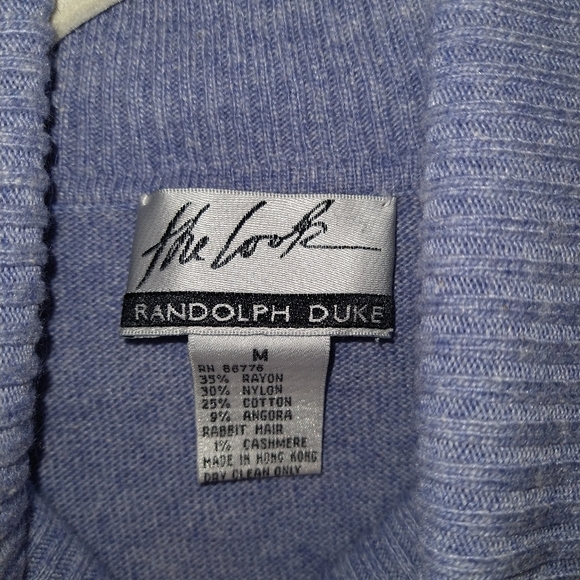 the look
RANDOLPH DUKE
M
RN 86776
35% RAYON
30% NYLON
25% COTTON
9% ANGORA
RABBIT HAIR
1% CASHMERE
MADE IN HONG KONG
DRY CLEAN ONLY